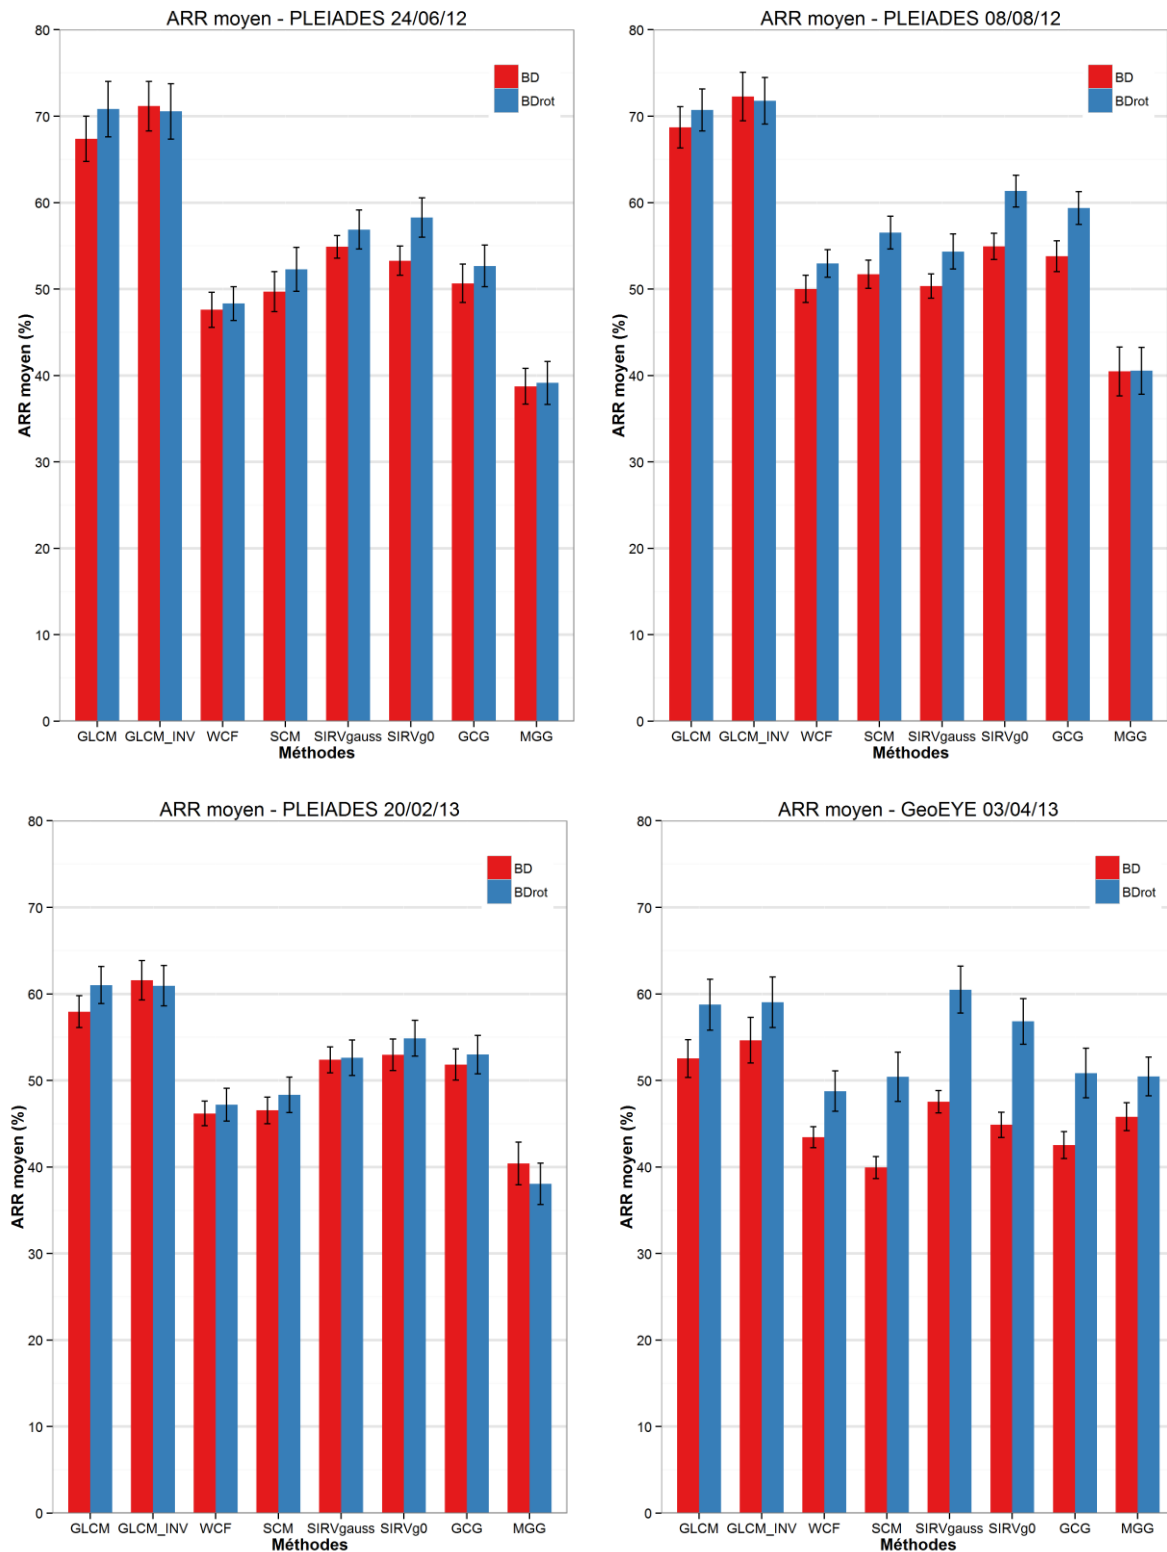 ARR moyen - PLEIADES 24/06/12
80
70
60
50
40
30
20
10
0
ARR moyen (%)
BD
BDrot
GLCM GLCM_INV WCF SCM SIRVgauss SIRVg0 GCG MGG
Méthodes
ARR moyen - PLEIADES 08/08/12
80
70
60
50
40
30
20
10
0
ARR moyen (%)
BD
BDrot
GLCM GLCM_INV WCF SCM SIRVgauss SIRVg0 GCG MGG
Méthodes
ARR moyen - PLEIADES 20/02/13
80
70
60
50
40
30
20
10
0
ARR moyen (%)
BD
BDrot
GLCM GLCM_INV WCF SCM SIRVgauss SIRVg0 GCG MGG
Méthodes
ARR moyen - GeoEYE 03/04/13
80
70
60
50
40
30
20
10
0
ARR moyen (%)
BD
BDrot
GLCM GLCM_INV WCF SCM SIRVgauss SIRVg0 GCG MGG
Méthodes